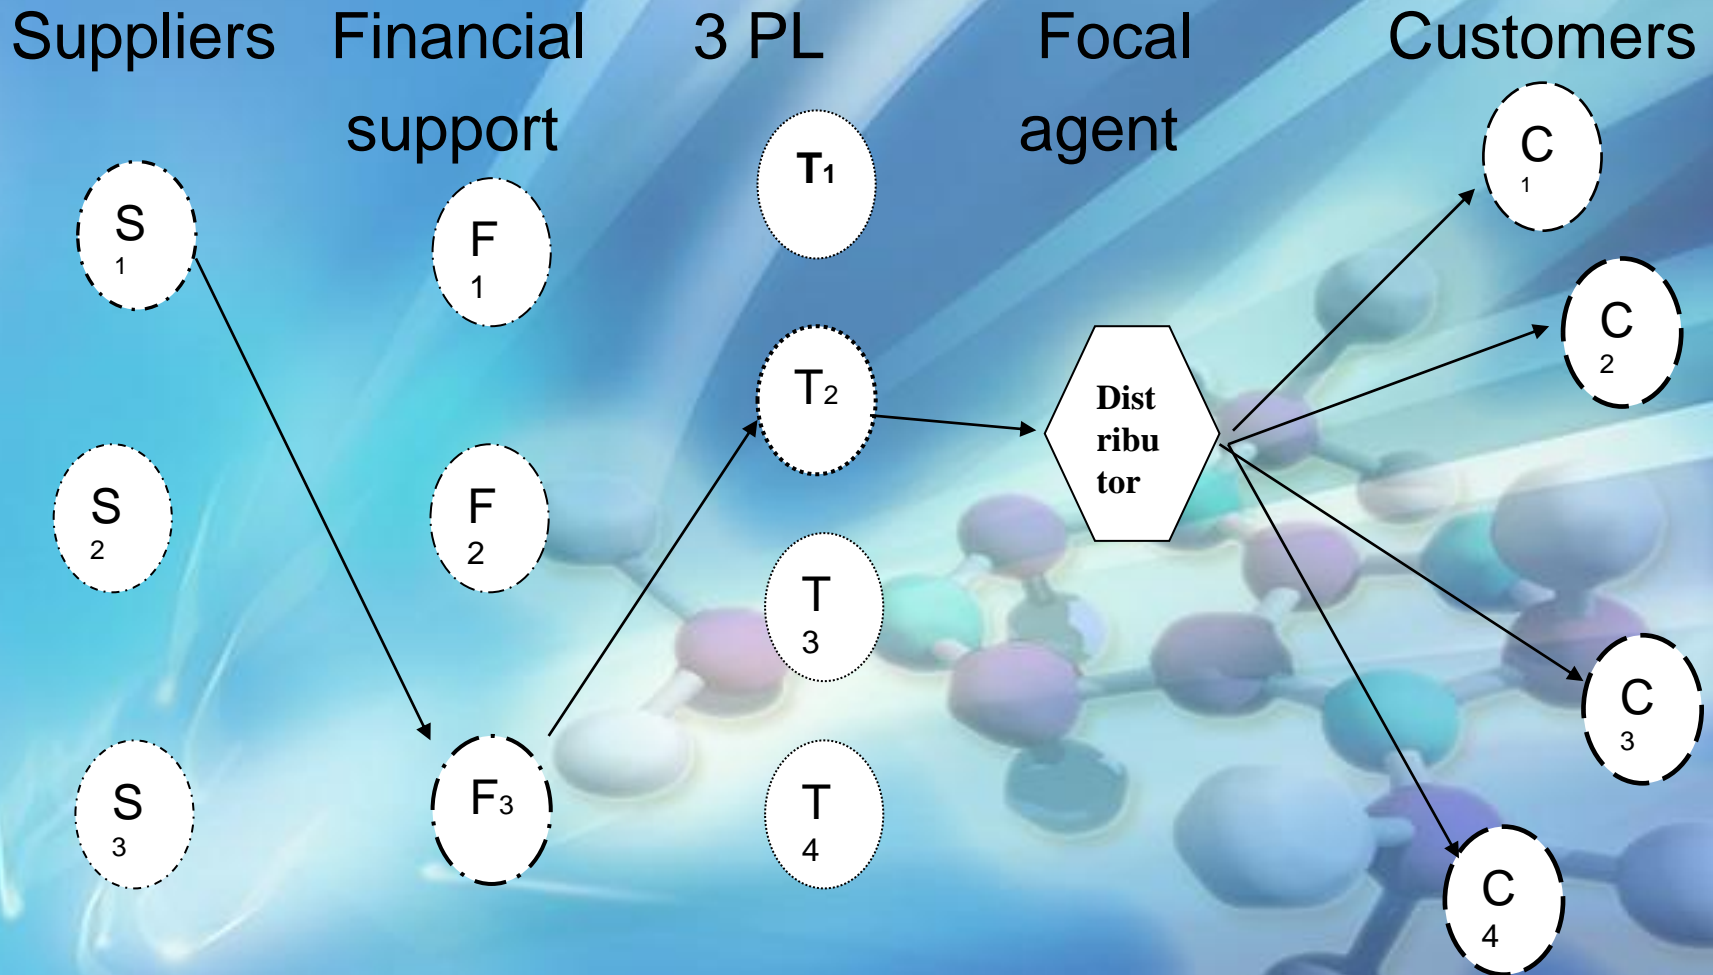 Suppliers
Financial
support
3 PL
Focal
agent
Customers
S
1
S
2
S
3
F
1
F
2
F3
T1
T2
T
3
T
4
Dist
ribu
tor
C
1
C
2
C
3
C
4